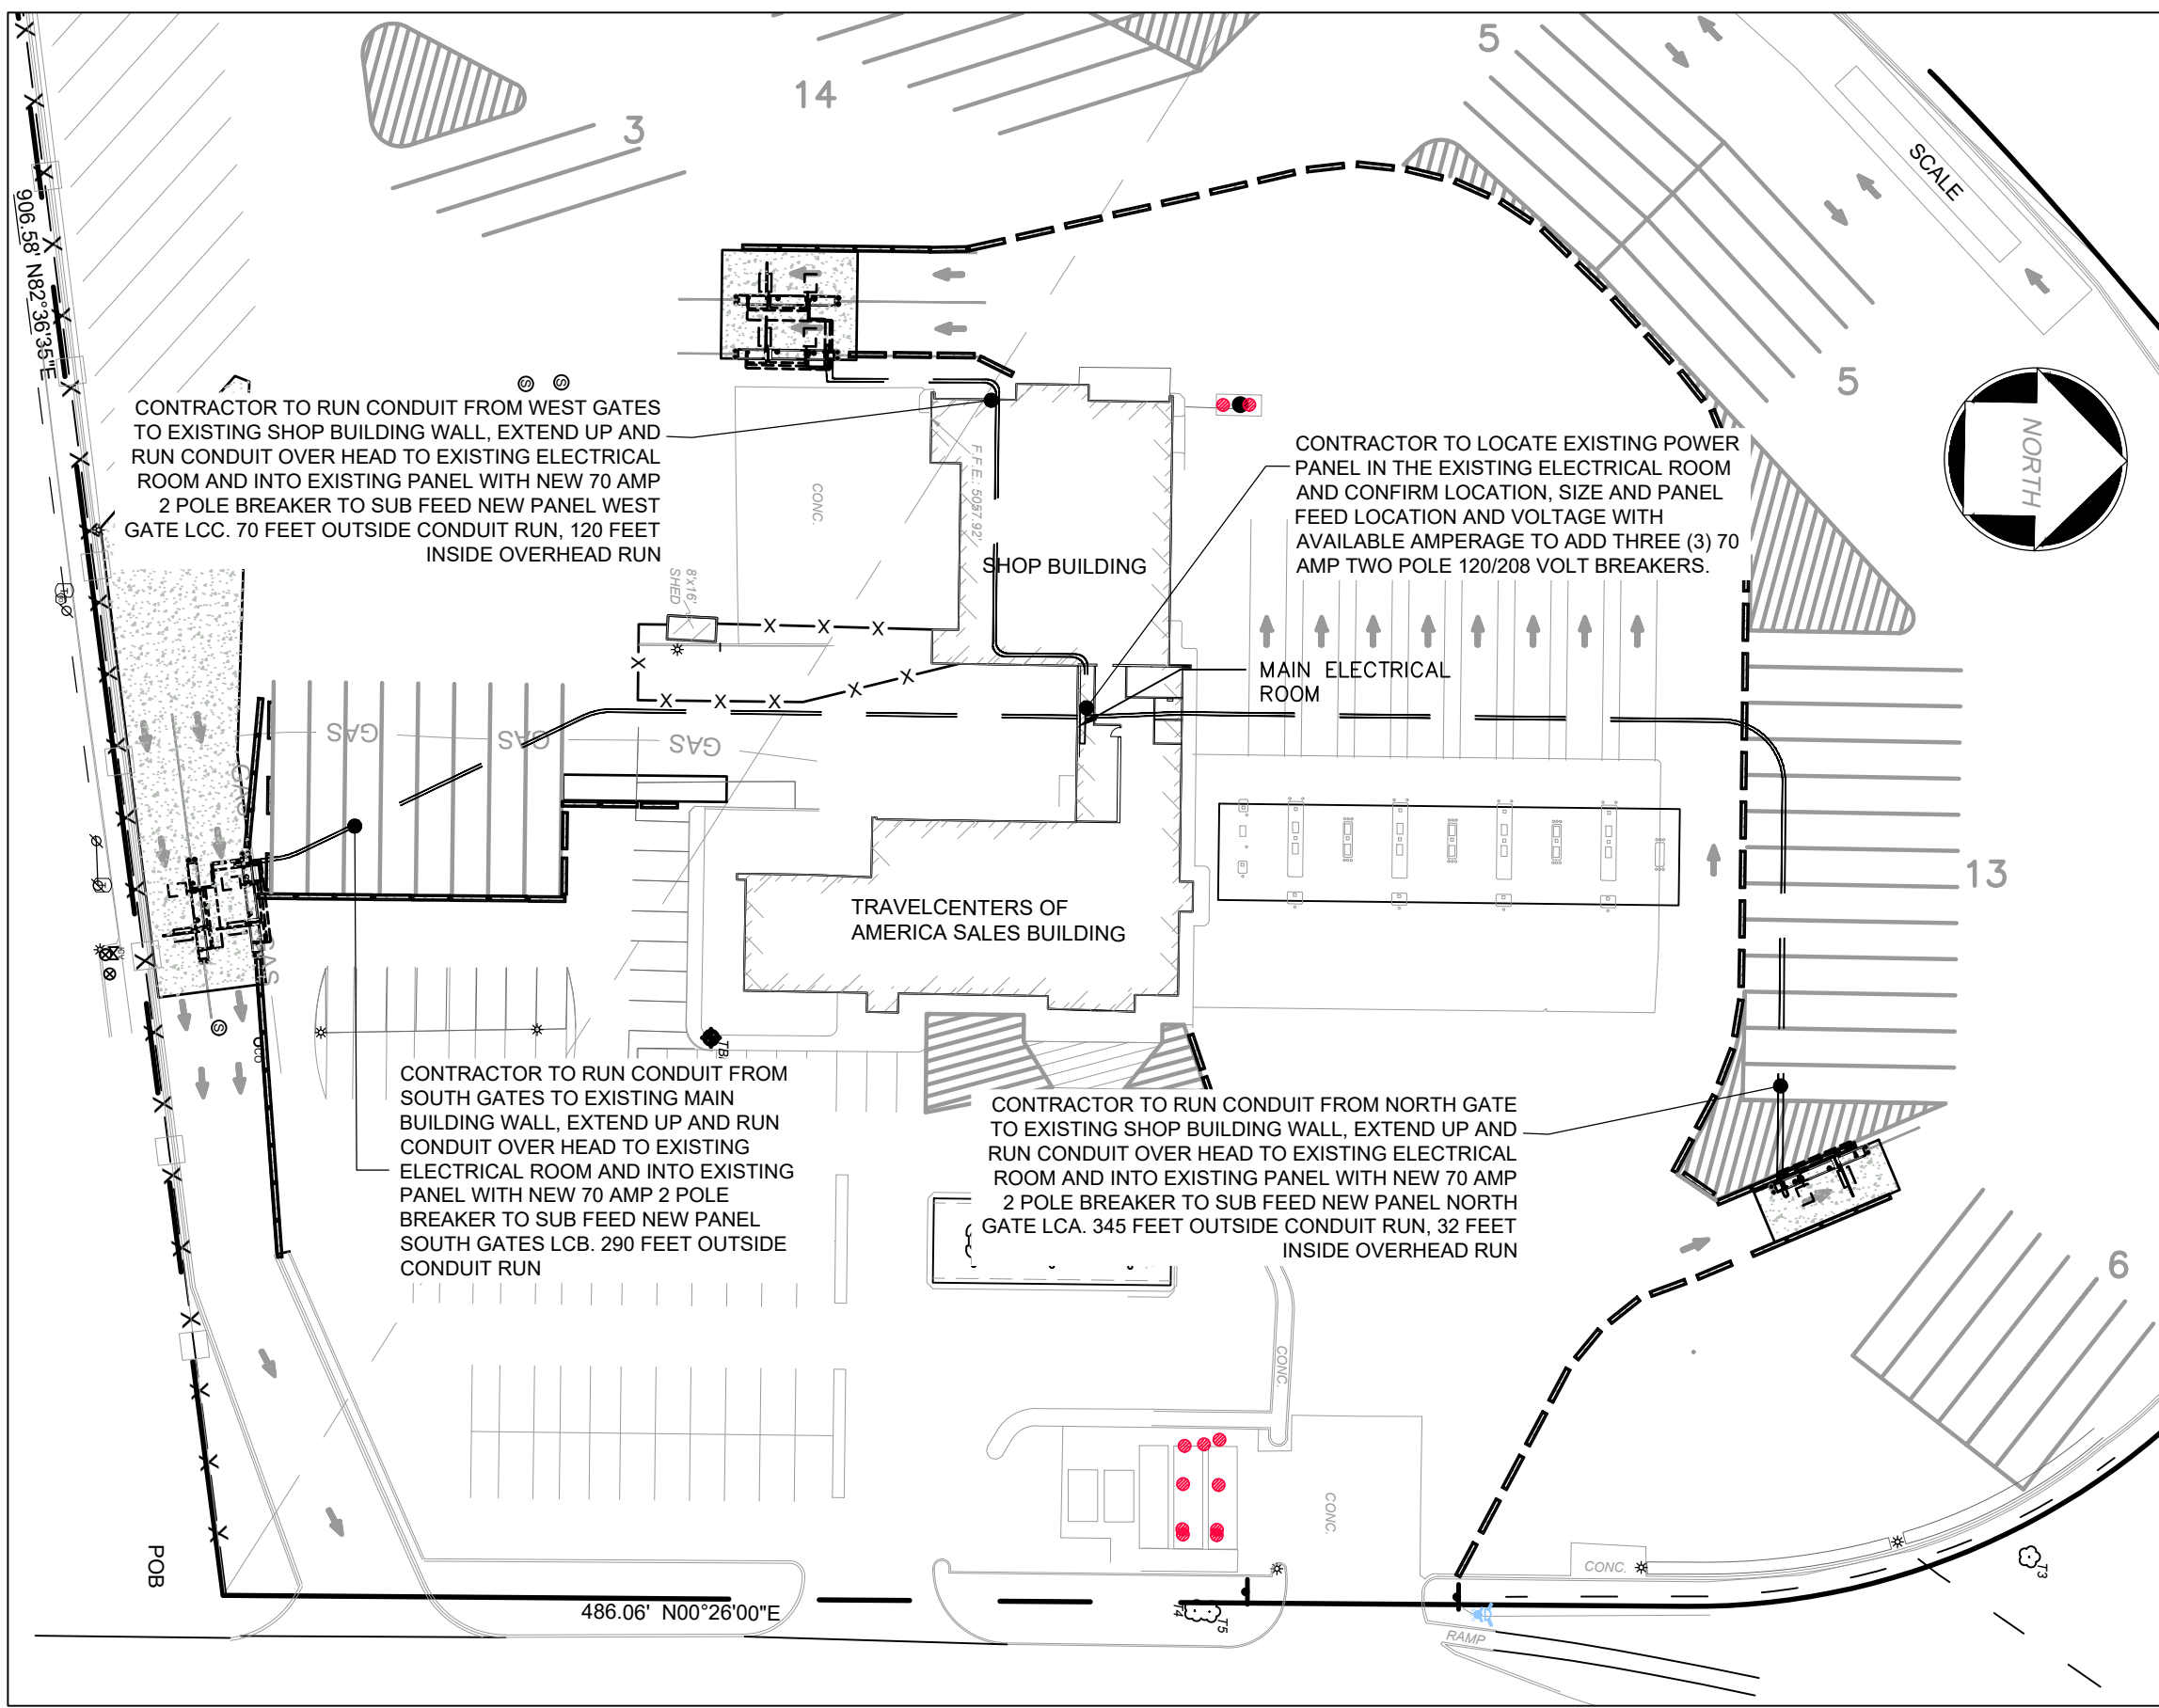 5
14
3
SCALE
5
906.58' N82°36'35"E
NORTH
CONTRACTOR TO RUN CONDUIT FROM WEST GATES
TO EXISTING SHOP BUILDING WALL, EXTEND UP AND
RUN CONDUIT OVER HEAD TO EXISTING ELECTRICAL
ROOM AND INTO EXISTING PANEL WITH NEW 70 AMP
2 POLE BREAKER TO SUB FEED NEW PANEL WEST
GATE LCC. 70 FEET OUTSIDE CONDUIT RUN, 120 FEET
INSIDE OVERHEAD RUN
S
S
CONC.
F.F.E.: 5057.92'
SHOP BUILDING
CONTRACTOR TO LOCATE EXISTING POWER
PANEL IN THE EXISTING ELECTRICAL ROOM
AND CONFIRM LOCATION, SIZE AND PANEL
FEED LOCATION AND VOLTAGE WITH
AVAILABLE AMPERAGE TO ADD THREE (3) 70
AMP TWO POLE 120/208 VOLT BREAKERS.
8'x16'
SHED
MAIN ELECTRICAL
ROOM
GAS
GAS
GAS
GAS
GAS
13
TRAVELCENTERS OF
AMERICA SALES BUILDING
S
CO
CONTRACTOR TO RUN CONDUIT FROM
SOUTH GATES TO EXISTING MAIN
BUILDING WALL, EXTEND UP AND RUN
CONDUIT OVER HEAD TO EXISTING
ELECTRICAL ROOM AND INTO EXISTING
PANEL WITH NEW 70 AMP 2 POLE
BREAKER TO SUB FEED NEW PANEL
SOUTH GATES LCB. 290 FEET OUTSIDE
CONDUIT RUN
CONTRACTOR TO RUN CONDUIT FROM NORTH GATE
TO EXISTING SHOP BUILDING WALL, EXTEND UP AND
RUN CONDUIT OVER HEAD TO EXISTING ELECTRICAL
ROOM AND INTO EXISTING PANEL WITH NEW 70 AMP
2 POLE BREAKER TO SUB FEED NEW PANEL NORTH
GATE LCA. 345 FEET OUTSIDE CONDUIT RUN, 32 FEET
INSIDE OVERHEAD RUN
6
CONC.
CONC.
POB
CONC.
T3
486.06' N00°26'00"E
T4
T5
RAMP